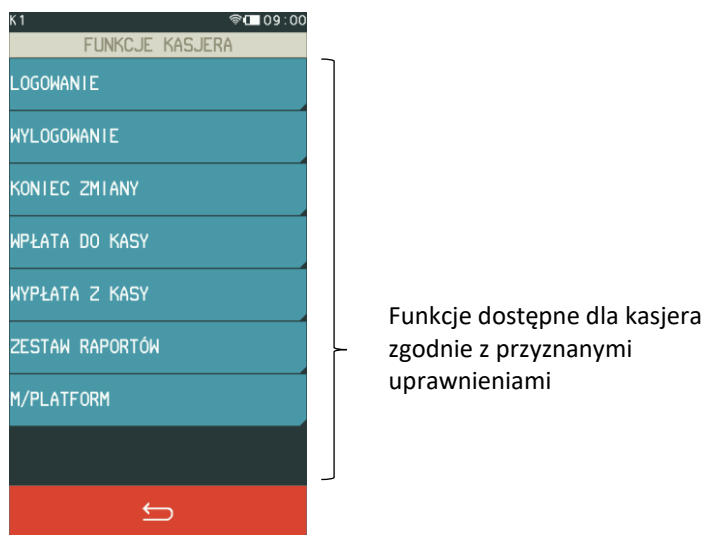 K1 09:00
FUNKCJE KASJERA
LOGOWANIE
WYLOGOWANIE
KONIEC ZMIANY
WPŁATA DO KASY
WYPŁATA Z KASY
ZESTAW RAPORTÓW
M/PLATFORM
Funkcje dostępne dla kasjera
zgodnie z przyznanymi
uprawnieniami